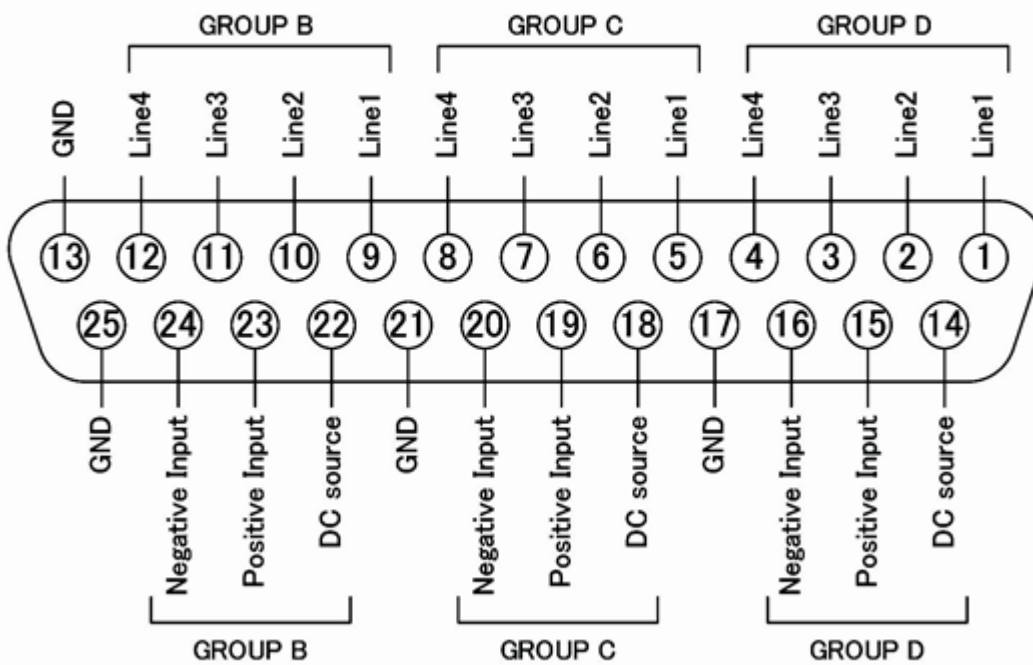 GROUP B
GROUP C
GROUP D
GND
Line4
Line3
Line2
Line1
Line4
Line3
Line2
Line1
Line4
Line3
Line2
Line1
13 12 11 10 9 8 7 6 5 4 3 2 1
25 24 23 22 21 20 19 18 17 16 15 14
GND
Negative Input
Positive Input
DC source
GND
Negative Input
Positive Input
DC source
GND
Negative Input
Positive Input
DC source
GROUP B
GROUP C
GROUP D